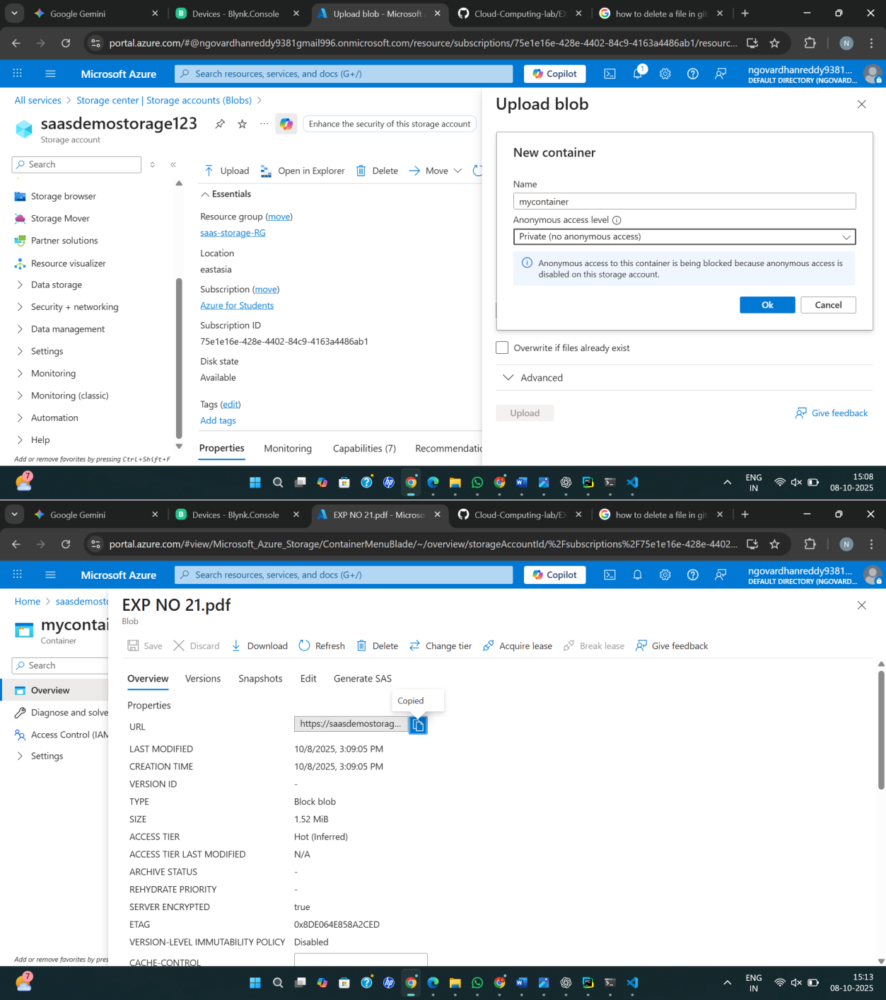 Google Gemini
Devices - Blynk.Console
Upload blob - Microsoft
Cloud-Computing-lab/EX
how to delete a file in git
portal.azure.com/#@ngovardhanreddy9381gmail996.onmicrosoft.com/resource/subscriptions/75e1e16e-428e-4402-84c9-4163a4486ab1/resourc...
N
Microsoft Azure
Search resources, services, and docs (G+/)
Copilot
1
ngovardhanreddy9381...
DEFAULT DIRECTORY (NGOVARD...
All services > Storage center | Storage accounts (Blobs) >
saasdemostorage123
Storage account
Enhance the security of this storage account
Search
Storage browser
Storage Mover
Partner solutions
Resource visualizer
Data storage
Security + networking
Data management
Settings
Monitoring
Monitoring (classic)
Automation
Help
Add or remove favorites by pressing Ctrl+Shift+F
Upload
Open in Explorer
Delete
Move
Essentials
Resource group (move)
saas-storage-RG
Location
eastasia
Subscription (move)
Azure for Students
Subscription ID
75e1e16e-428e-4402-84c9-4163a4486ab1
Disk state
Available
Tags (edit)
Add tags
Properties
Monitoring
Capabilities (7)
Recommendatic
Upload blob
New container
Name
mycontainer
Anonymous access level
Private (no anonymous access)
Anonymous access to this container is being blocked because anonymous access is
disabled on this storage account.
Ok
Cancel
Overwrite if files already exist
Advanced
Upload
Give feedback
7
ENG
IN
15:08
08-10-2025
Google Gemini
Devices - Blynk.Console
EXP NO 21.pdf - Microso
Cloud-Computing-lab/EX
how to delete a file in git
portal.azure.com/#view/Microsoft_Azure_Storage/ContainerMenuBlade/~/overview/storageAccountId/%2Fsubscriptions%2F75e1e16e-428e-4402...
N
Microsoft Azure
Search resources, services, and docs (G+/)
Copilot
ngovardhanreddy9381...
DEFAULT DIRECTORY (NGOVARD...
Home > saasdemosto
mycontai
Container
Search
Overview
Diagnose and solve
Access Control (IAM
Settings
Add or remove favorites by pres
EXP NO 21.pdf
Blob
Save
Discard
Download
Refresh
Delete
Change tier
Acquire lease
Break lease
Give feedback
Overview
Versions
Snapshots
Edit
Generate SAS
Copied
Properties
URL https://saasdemostorag...
LAST MODIFIED 10/8/2025, 3:09:05 PM
CREATION TIME 10/8/2025, 3:09:05 PM
VERSION ID -
TYPE Block blob
SIZE 1.52 MiB
ACCESS TIER Hot (Inferred)
ACCESS TIER LAST MODIFIED N/A
ARCHIVE STATUS -
REHYDRATE PRIORITY -
SERVER ENCRYPTED true
ETAG 0x8DE064E858A2CED
VERSION-LEVEL IMMUTABILITY POLICY Disabled
CACHE-CONTROL
7
ENG
IN
15:13
08-10-2025